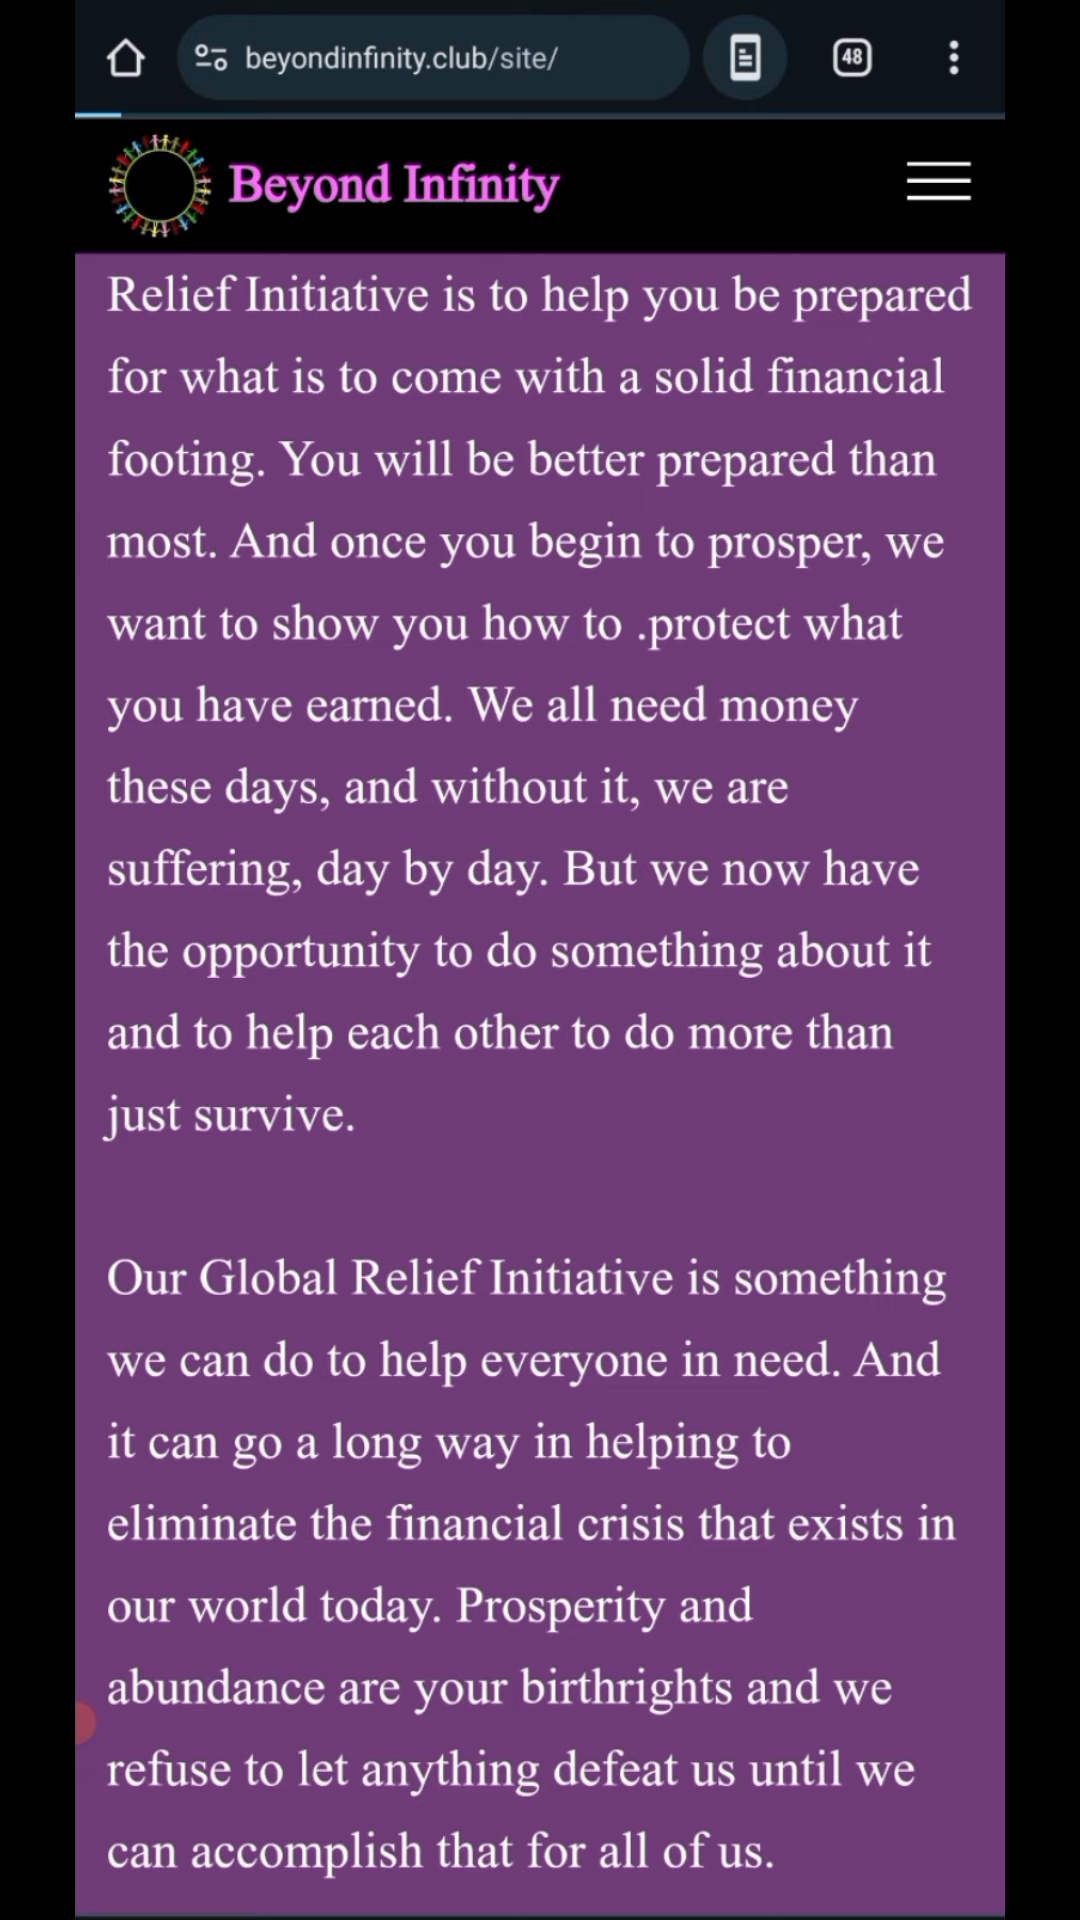 beyondinfinity.club/site/
48
Beyond Infinity
Relief Initiative is to help you be prepared
for what is to come with a solid financial
footing. You will be better prepared than
most. And once you begin to prosper, we
want to show you how to .protect what
you have earned. We all need money
these days, and without it, we are
suffering, day by day. But we now have
the opportunity to do something about it
and to help each other to do more than
just survive.
Our Global Relief Initiative is something
we can do to help everyone in need. And
it can go a long way in helping to
eliminate the financial crisis that exists in
our world today. Prosperity and
abundance are your birthrights and we
refuse to let anything defeat us until we
can accomplish that for all of us.